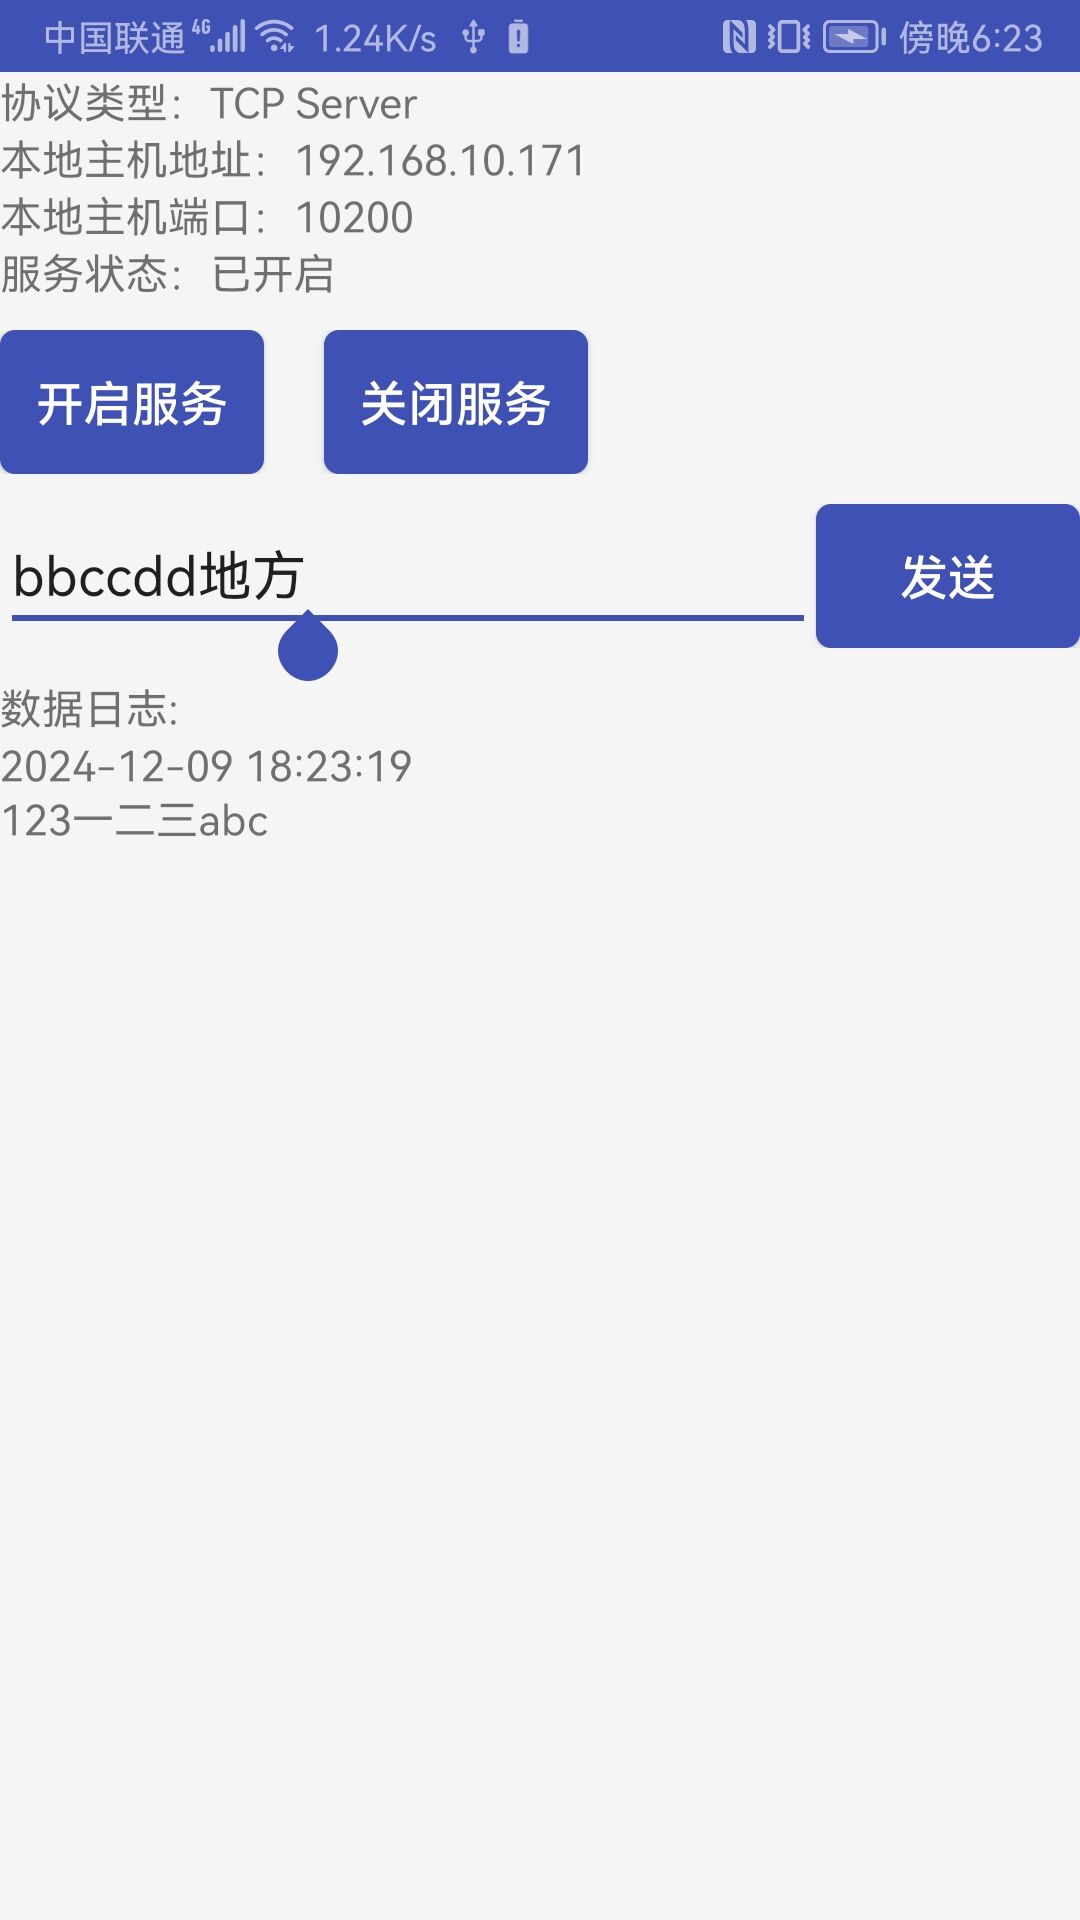 中国联通 4G 1.24K/s 傍晚6:23
协议类型：TCP Server
本地主机地址：192.168.10.171
本地主机端口：10200
服务状态：已开启
开启服务 关闭服务
bbccdd地方 发送
数据日志:
2024-12-09 18:23:19
123一二三abc